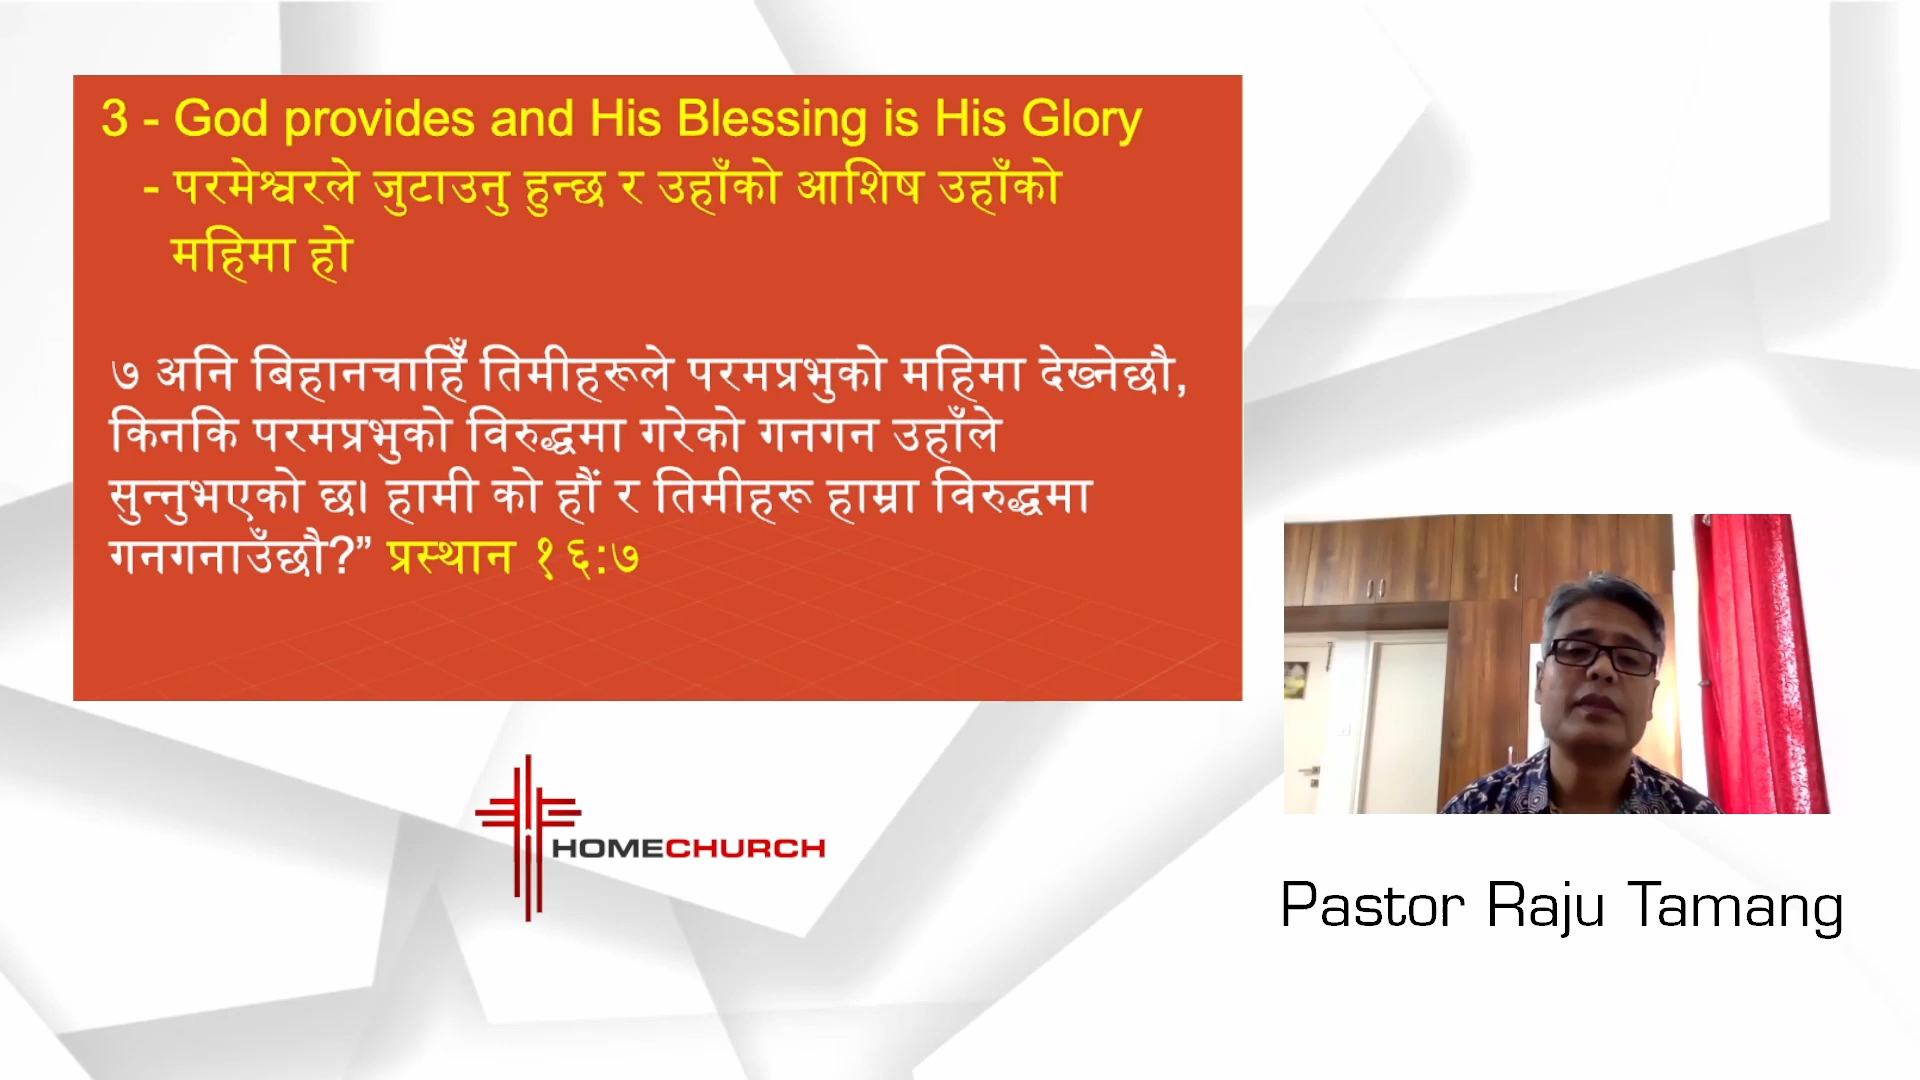 3 - God provides and His Blessing is His Glory
- परमेश्वरले जुटाउनु हुन्छ र उहाँको आशिष उहाँको
महिमा हो
७ अनि बिहानचाहिँ तिमीहरूले परमप्रभुको महिमा देख्नेछौ,
किनकि परमप्रभुको विरुद्धमा गरेको गनगन उहाँले
सुन्नुभएको छ। हामी को हौं र तिमीहरू हाम्रा विरुद्धमा
गनगनाउँछौ?” प्रस्थान १६:७
HOMECHURCH
Pastor Raju Tamang